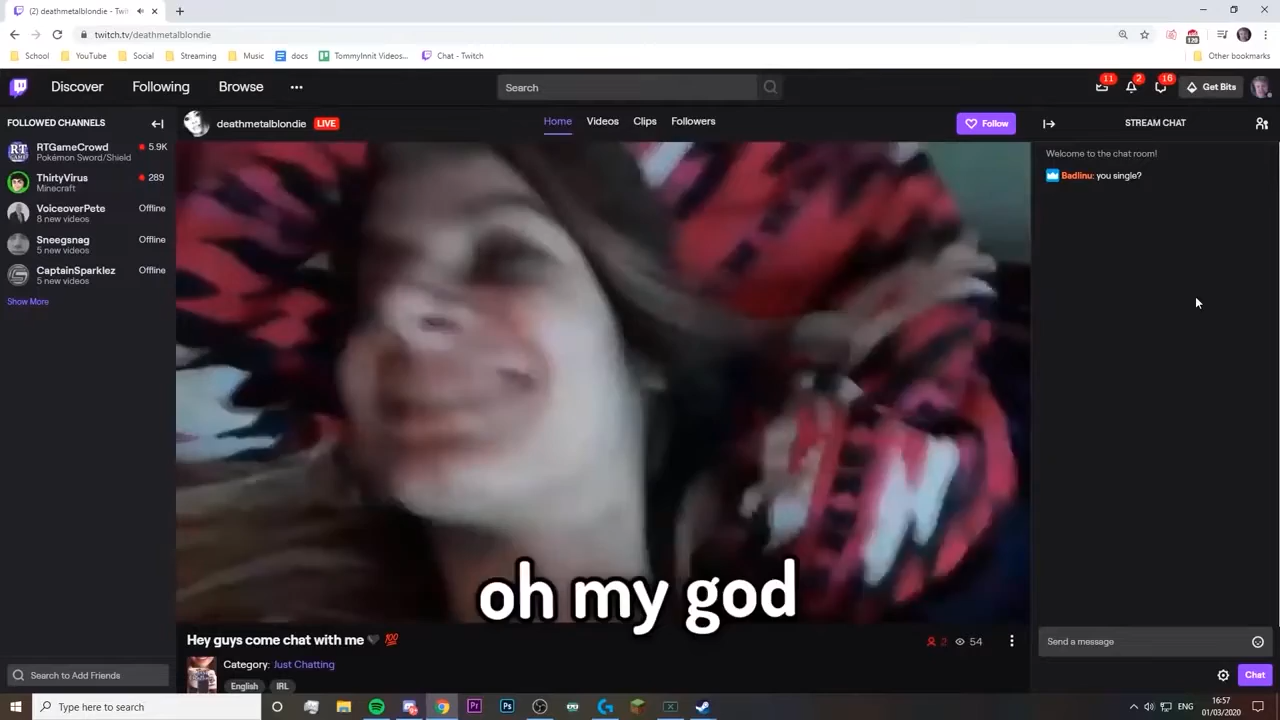 (2) deathmetalblondie - Twi
twitch.tv/deathmetalblondie
School
YouTube
Social
Streaming
Music
docs
TommyInnit Videos...
Chat - Twitch
Other bookmarks
Discover
Following
Browse
Search
11
2
16
Get Bits
FOLLOWED CHANNELS
deathmetalblondie
LIVE
Home
Videos
Clips
Followers
Follow
STREAM CHAT
RTGameCrowd
5.9K
Pokémon Sword/Shield
ThirtyVirus
289
Minecraft
VoiceoverPete
Offline
8 new videos
Sneegsnag
Offline
5 new videos
CaptainSparklez
Offline
5 new videos
Show More
Welcome to the chat room!
Badlinu: you single?
oh my god
Hey guys come chat with me 🖤 💯
2
54
Category: Just Chatting
English
IRL
Send a message
Chat
Search to Add Friends
Type here to search
ENG
16:57
01/03/2020